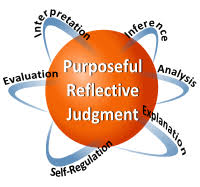 Interpretation
Inference
Purposeful
Reflective
Judgment
Evaluation
Analysis
Explanation
Self-Regulation